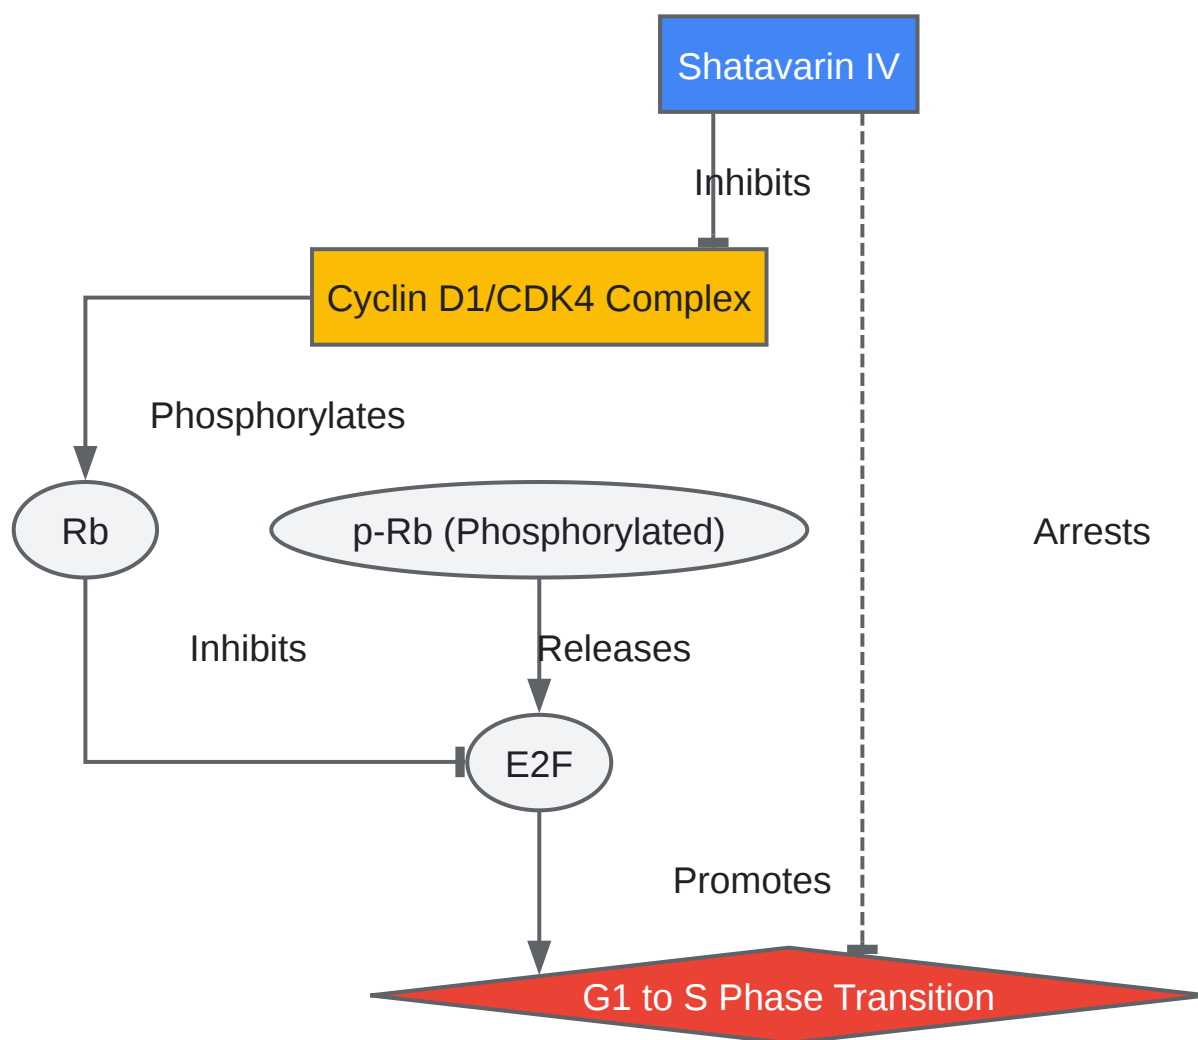 Shatavarin IV
Inhibits
Cyclin D1/CDK4 Complex
Phosphorylates
Rb
p-Rb (Phosphorylated)
Arrests
Inhibits
Releases
E2F
Promotes
G1 to S Phase Transition